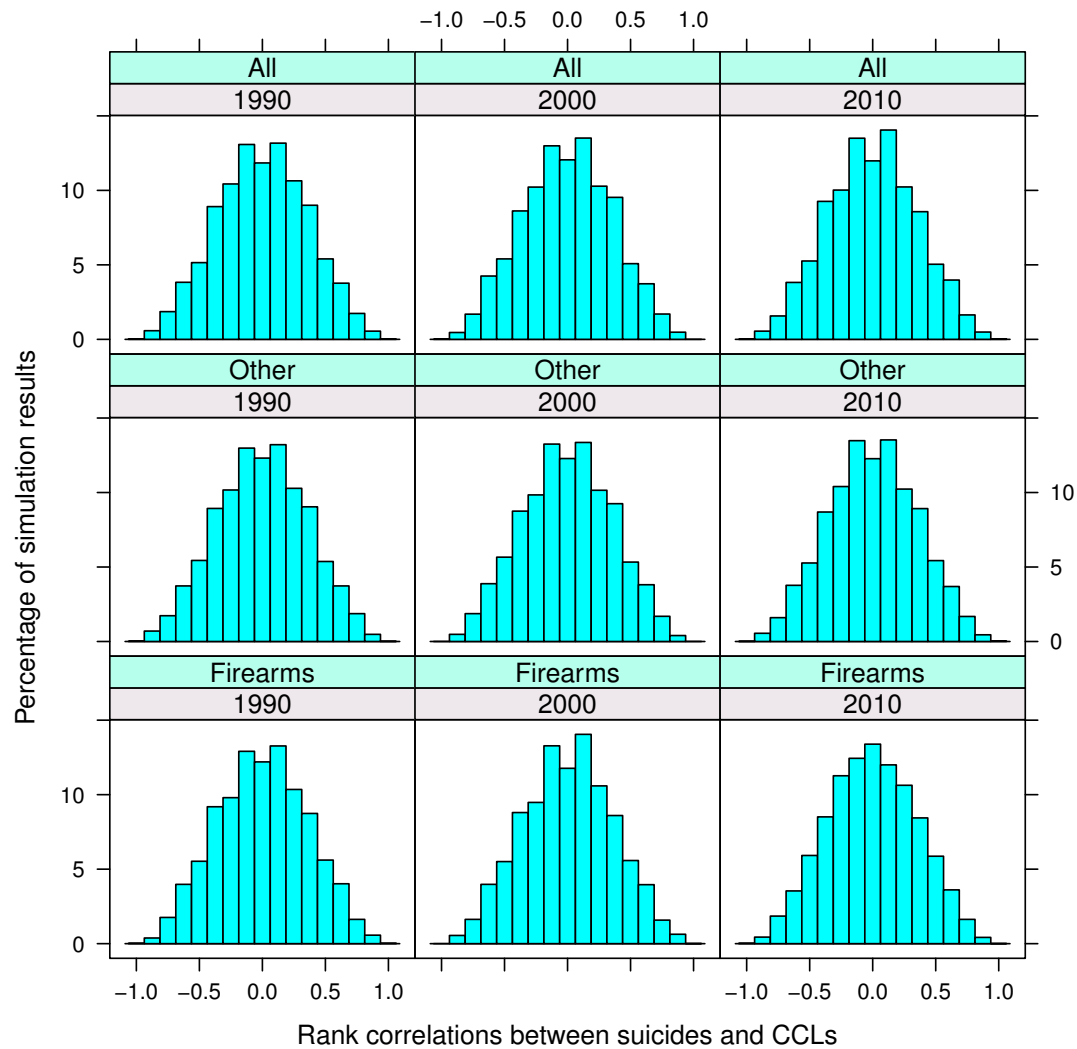 −1.0 −0.5 0.0 0.5 1.0
All All All
1990 2000 2010
10
5
0
Other Other Other
1990 2000 2010
10
5
0
Firearms Firearms Firearms
1990 2000 2010
10
5
0
−1.0 −0.5 0.0 0.5 1.0 −1.0 −0.5 0.0 0.5 1.0
Rank correlations between suicides and CCLs
Percentage of simulation results